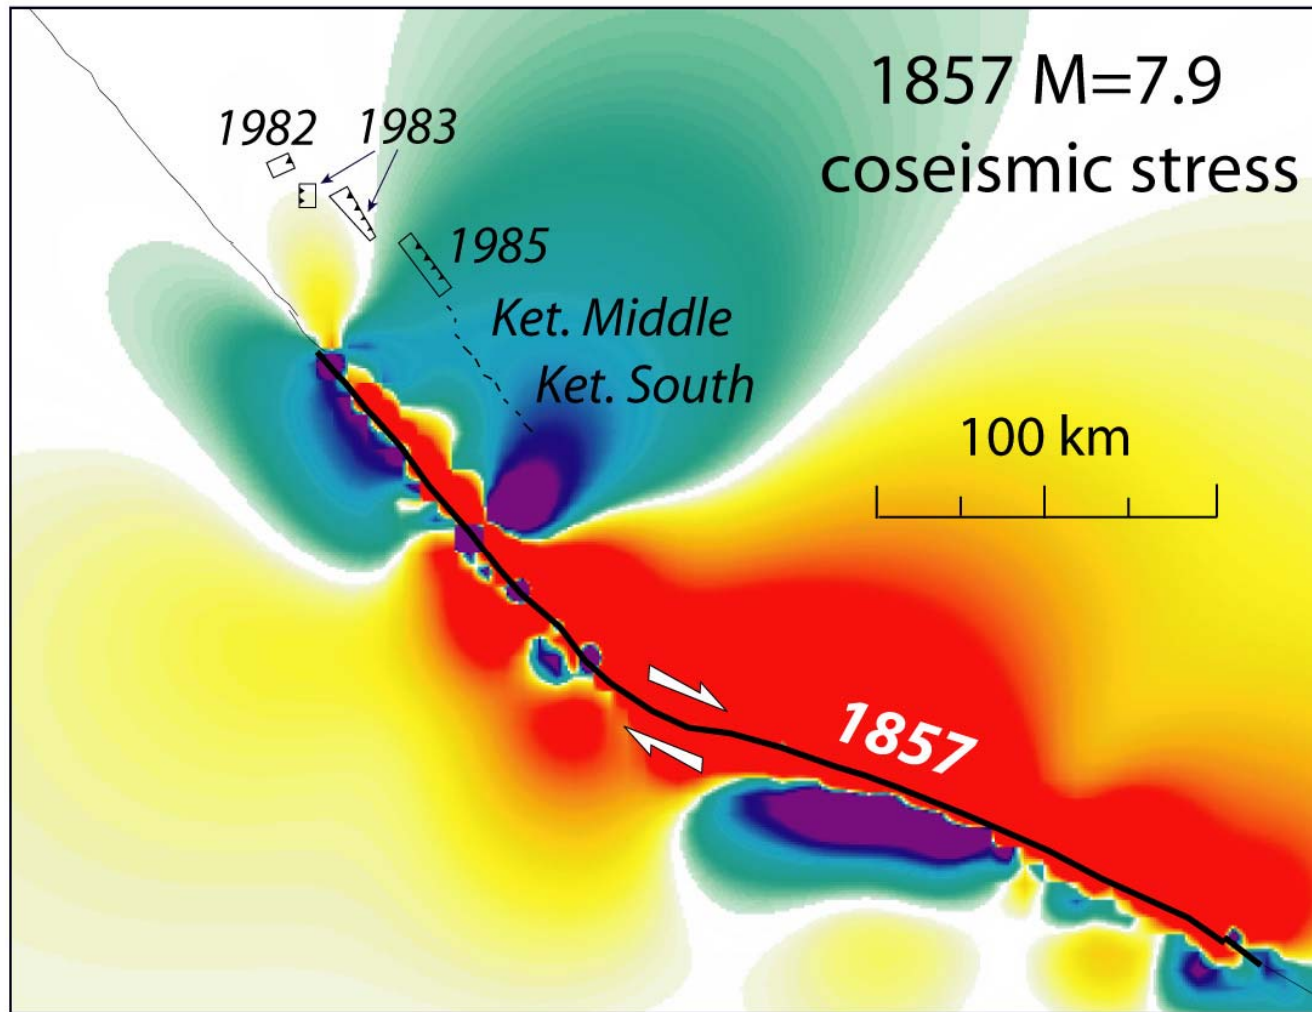 1857 M=7.9
coseismic stress
1982
1983
1985
Ket. Middle
Ket. South
100 km
1857